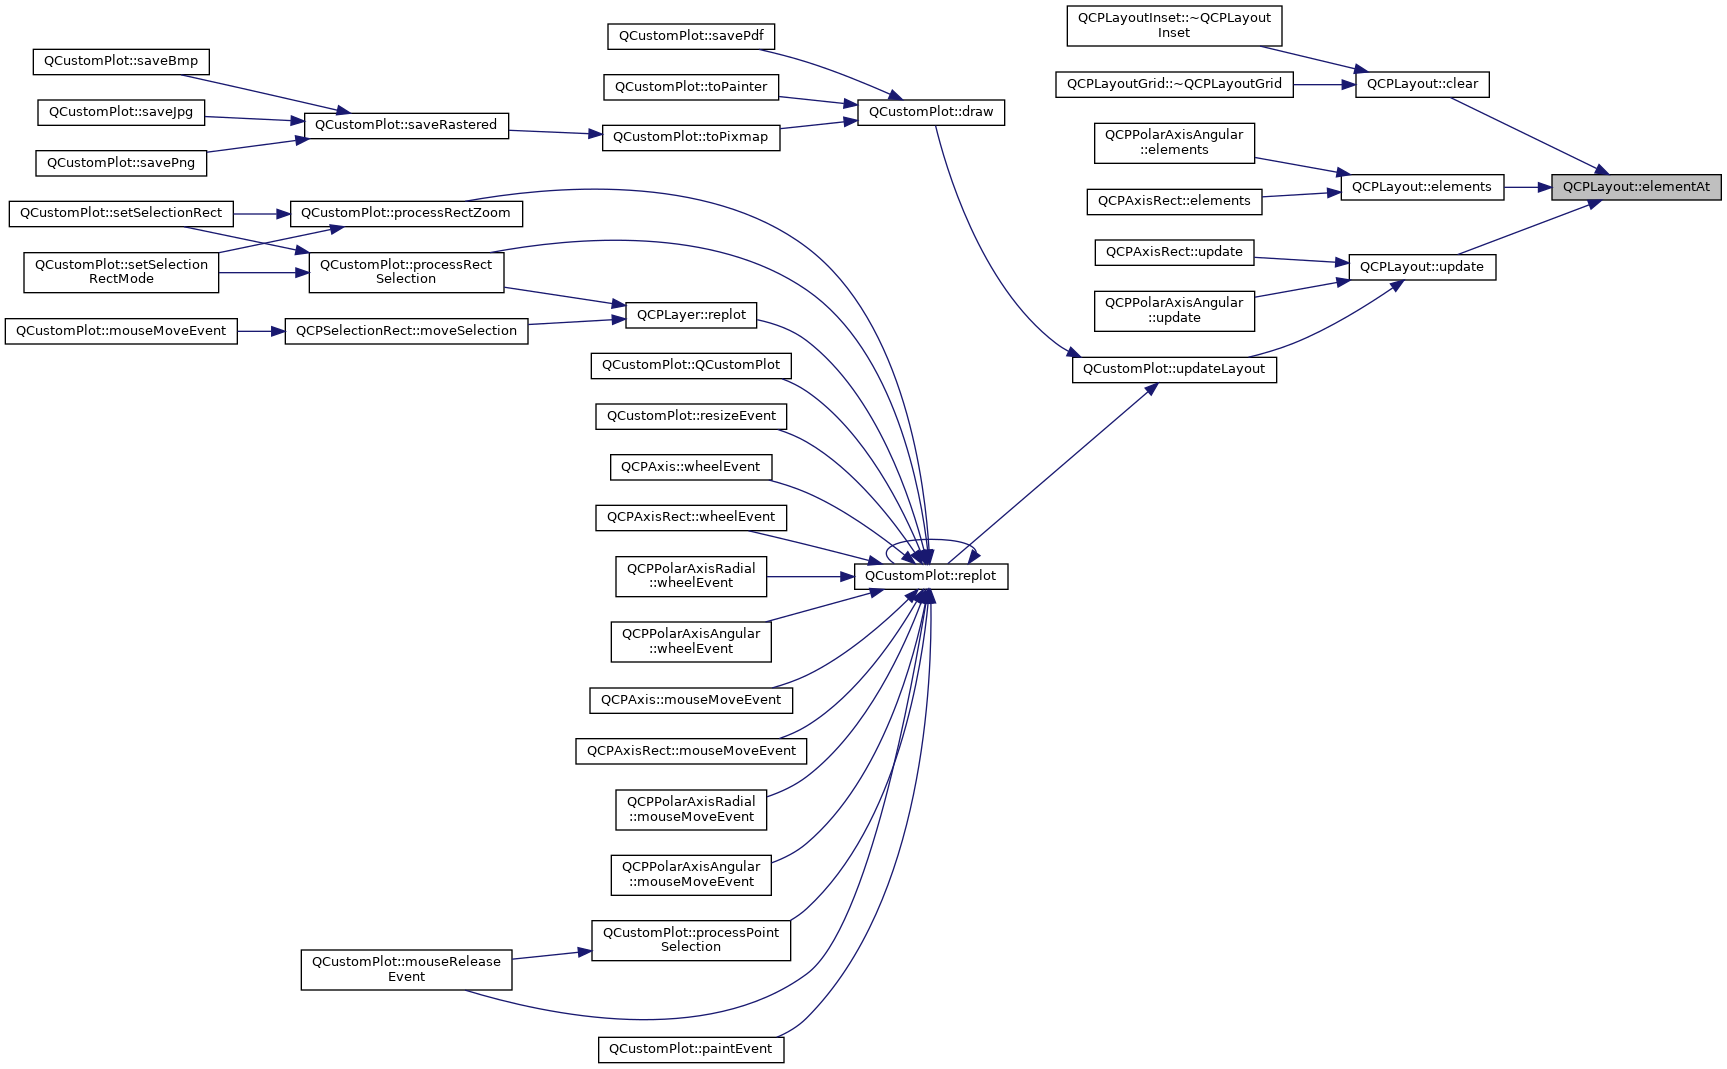 QCustomPlot::saveBmp
QCustomPlot::saveJpg
QCustomPlot::savePng
QCustomPlot::setSelectionRect
QCustomPlot::setSelection
RectMode
QCustomPlot::mouseMoveEvent
QCustomPlot::saveRastered
QCustomPlot::processRectZoom
QCustomPlot::processRect
Selection
QCPSelectionRect::moveSelection
QCustomPlot::mouseRelease
Event
QCustomPlot::savePdf
QCustomPlot::toPainter
QCustomPlot::toPixmap
QCPLayer::replot
QCustomPlot::QCustomPlot
QCustomPlot::resizeEvent
QCPAxis::wheelEvent
QCPAxisRect::wheelEvent
QCPPolarAxisRadial
::wheelEvent
QCPPolarAxisAngular
::wheelEvent
QCPAxis::mouseMoveEvent
QCPAxisRect::mouseMoveEvent
QCPPolarAxisRadial
::mouseMoveEvent
QCPPolarAxisAngular
::mouseMoveEvent
QCustomPlot::processPoint
Selection
QCustomPlot::paintEvent
QCustomPlot::draw
QCustomPlot::replot
QCPLayoutInset::~QCPLayout
Inset
QCPLayoutGrid::~QCPLayoutGrid
QCPPolarAxisAngular
::elements
QCPAxisRect::elements
QCPAxisRect::update
QCPPolarAxisAngular
::update
QCustomPlot::updateLayout
QCPLayout::clear
QCPLayout::elements
QCPLayout::update
QCPLayout::elementAt